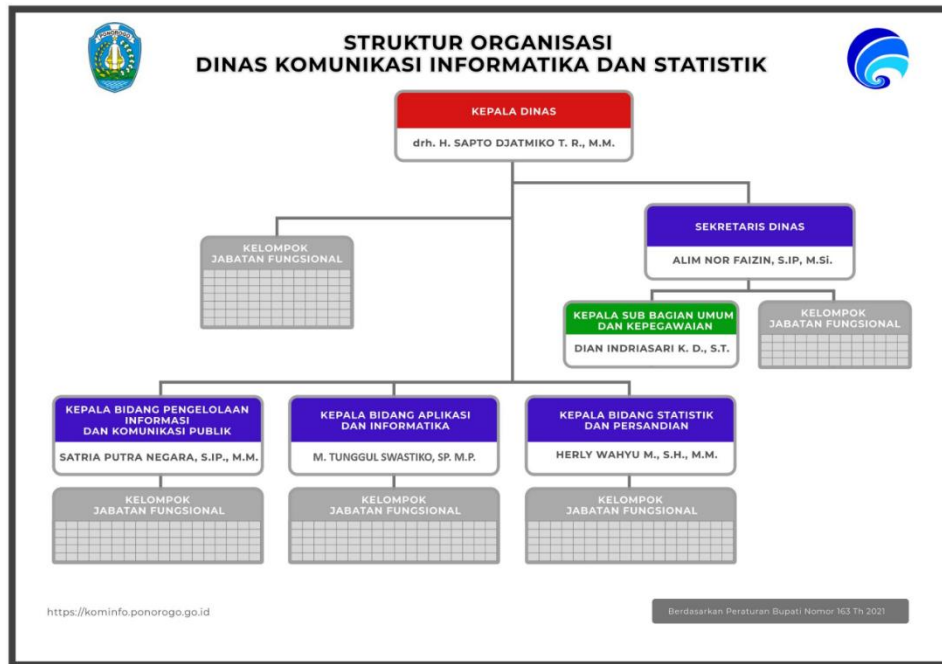 PONOROGO
STRUKTUR ORGANISASI
DINAS KOMUNIKASI INFORMATIKA DAN STATISTIK
KEPALA DINAS
drh. H. SAPTO DJATMIKO T. R., M.M.
KELOMPOK
JABATAN FUNGSIONAL
SEKRETARIS DINAS
ALIM NOR FAIZIN, S.IP, M.Si.
KEPALA SUB BAGIAN UMUM
DAN KEPEGAWAIAN
DIAN INDRIASARI K. D., S.T.
KELOMPOK
JABATAN FUNGSIONAL
KEPALA BIDANG PENGELOLAAN
INFORMASI
DAN KOMUNIKASI PUBLIK
SATRIA PUTRA NEGARA, S.IP., M.M.
KELOMPOK
JABATAN FUNGSIONAL
KEPALA BIDANG APLIKASI
DAN INFORMATIKA
M. TUNGGUL SWASTIKO, SP. M.P.
KELOMPOK
JABATAN FUNGSIONAL
KEPALA BIDANG STATISTIK
DAN PERSANDIAN
HERLY WAHYU M., S.H., M.M.
KELOMPOK
JABATAN FUNGSIONAL
https://kominfo.ponorogo.go.id
Berdasarkan Peraturan Bupati Nomor 163 Th 2021